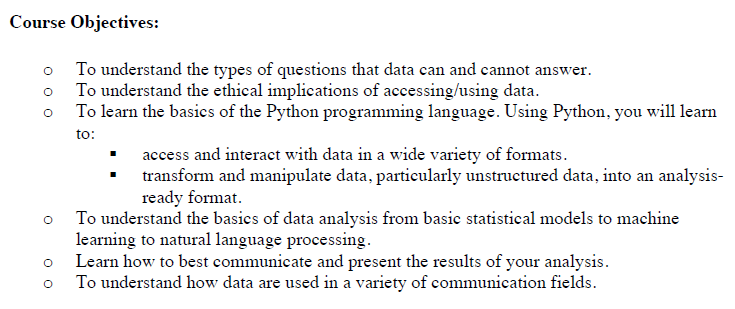 Course Objectives:
o To understand the types of questions that data can and cannot answer.
o To understand the ethical implications of accessing/using data.
o To learn the basics of the Python programming language. Using Python, you will learn
to:
▪ access and interact with data in a wide variety of formats.
▪ transform and manipulate data, particularly unstructured data, into an analysis-
ready format.
o To understand the basics of data analysis from basic statistical models to machine
learning to natural language processing.
o Learn how to best communicate and present the results of your analysis.
o To understand how data are used in a variety of communication fields.